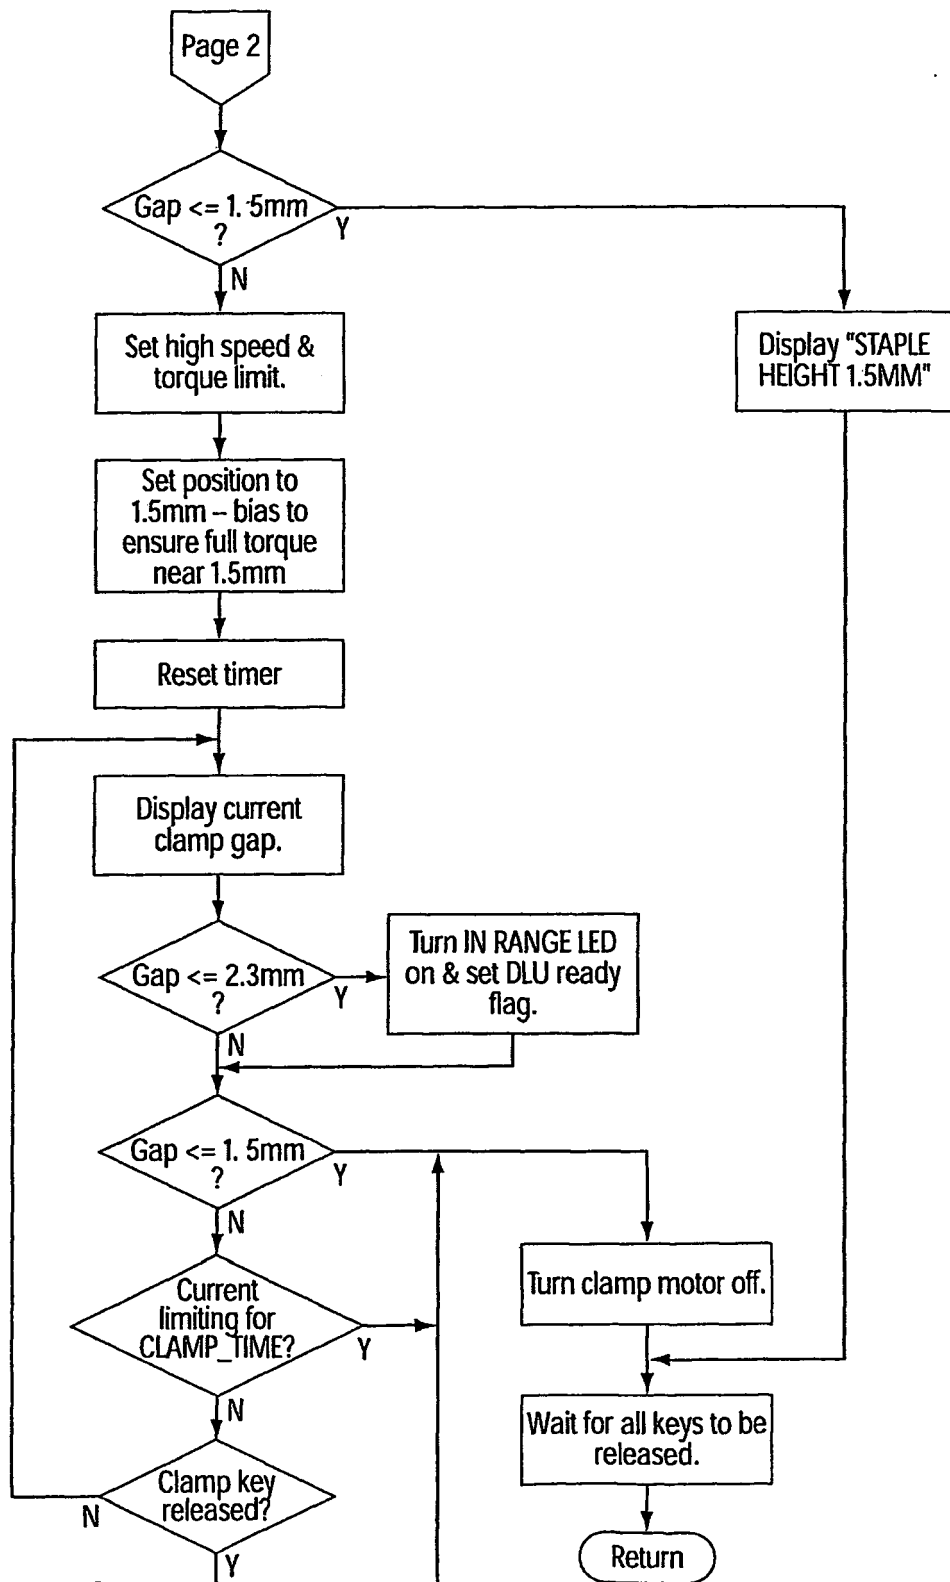 Page 2
Gap <= 1.5mm
?
Y
N
Set high speed &
torque limit.
Display "STAPLE
HEIGHT 1.5MM"
Set position to
1.5mm – bias to
ensure full torque
near 1.5mm
Reset timer
Display current
clamp gap.
Gap <= 2.3mm
?
Y
N
Turn IN RANGE LED
on & set DLU ready
flag.
Gap <= 1.5mm
?
Y
N
Turn clamp motor off.
Current
limiting for
CLAMP_TIME?
Y
N
Wait for all keys to be
released.
Clamp key
released?
N
Y
Return